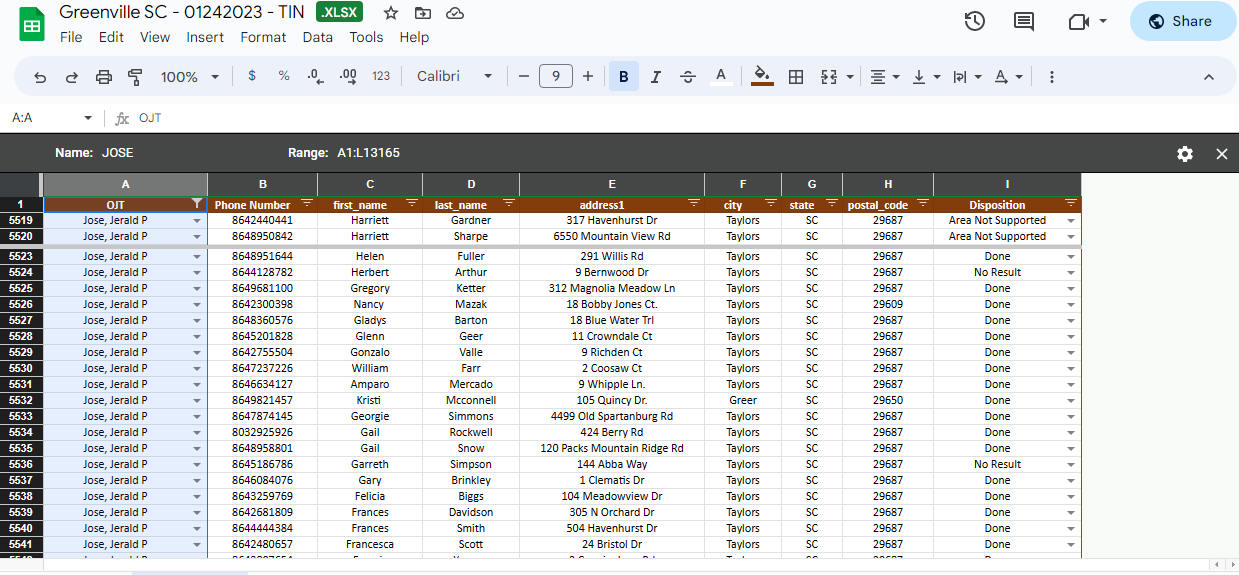 Greenville SC - 01242023 - TIN .XLSX
File Edit View Insert Format Data Tools Help
Share
100% $ % .0 .00 123 Calibri 9 B I S A
A:A fx OJT
Name: JOSE Range: A1:L13165
A B C D E F G H I
1 OJT Phone Number first_name last_name address1 city state postal_code Disposition
5519 Jose, Jerald P 8642440441 Harriett Gardner 317 Havenhurst Dr Taylors SC 29687 Area Not Supported
5520 Jose, Jerald P 8648950842 Harriett Sharpe 6550 Mountain View Rd Taylors SC 29687 Area Not Supported
5523 Jose, Jerald P 8648951644 Helen Fuller 291 Willis Rd Taylors SC 29687 Done
5524 Jose, Jerald P 8644128782 Herbert Arthur 9 Bernwood Dr Taylors SC 29687 No Result
5525 Jose, Jerald P 8649681100 Gregory Ketter 312 Magnolia Meadow Ln Taylors SC 29687 Done
5526 Jose, Jerald P 8642300398 Nancy Mazak 18 Bobby Jones Ct. Taylors SC 29609 Done
5527 Jose, Jerald P 8648360576 Gladys Barton 18 Blue Water Trl Taylors SC 29687 Done
5528 Jose, Jerald P 8645201828 Glenn Geer 11 Crowndale Ct Taylors SC 29687 Done
5529 Jose, Jerald P 8642755504 Gonzalo Valle 9 Richden Ct Taylors SC 29687 Done
5530 Jose, Jerald P 8647237226 William Farr 2 Coosaw Ct Taylors SC 29687 Done
5531 Jose, Jerald P 8646634127 Amparo Mercado 9 Whipple Ln. Taylors SC 29687 Done
5532 Jose, Jerald P 8649821457 Kristi Mcconnell 105 Quincy Dr. Greer SC 29650 Done
5533 Jose, Jerald P 8647874145 Georgie Simmons 4499 Old Spartanburg Rd Taylors SC 29687 Done
5534 Jose, Jerald P 8032925926 Gail Rockwell 424 Berry Rd Taylors SC 29687 Done
5535 Jose, Jerald P 8648958801 Gail Snow 120 Packs Mountain Ridge Rd Taylors SC 29687 Done
5536 Jose, Jerald P 8645186786 Garreth Simpson 144 Abba Way Taylors SC 29687 No Result
5537 Jose, Jerald P 8646084076 Gary Brinkley 1 Clematis Dr Taylors SC 29687 Done
5538 Jose, Jerald P 8643259769 Felicia Biggs 104 Meadowview Dr Taylors SC 29687 Done
5539 Jose, Jerald P 8642681809 Frances Davidson 305 N Orchard Dr Taylors SC 29687 Done
5540 Jose, Jerald P 8644444384 Frances Smith 504 Havenhurst Dr Taylors SC 29687 Done
5541 Jose, Jerald P 8642480657 Francesca Scott 24 Bristol Dr Taylors SC 29687 Done